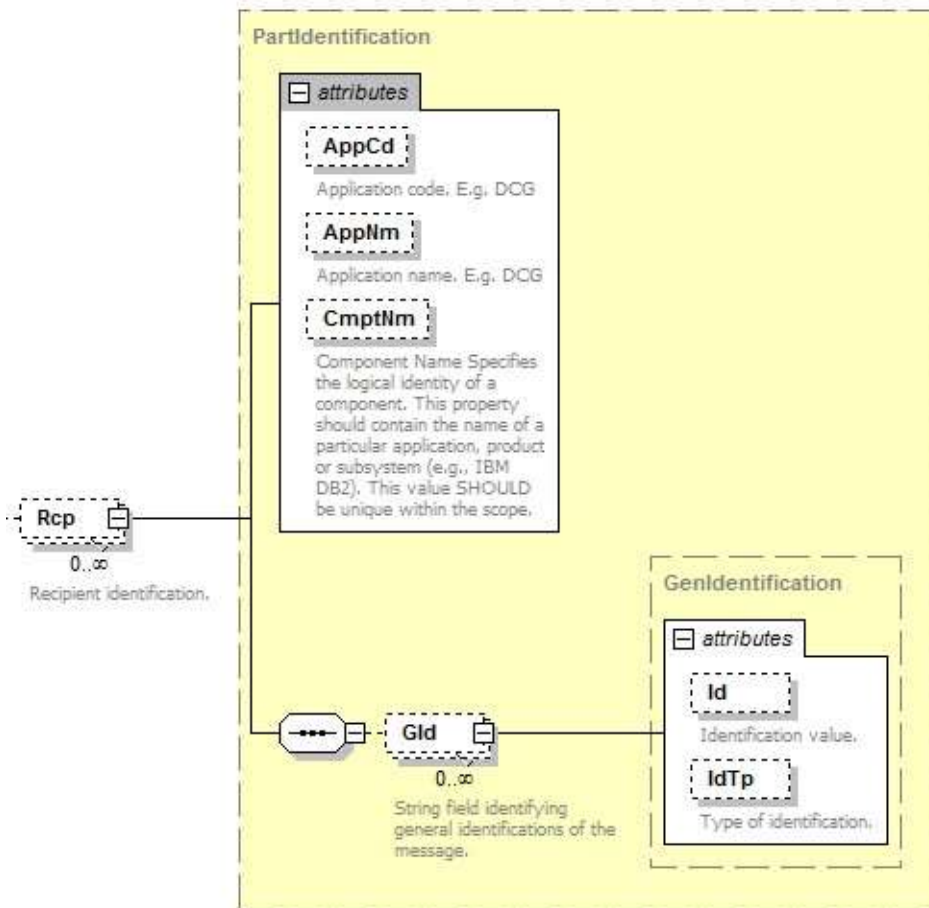 PartIdentification
attributes
AppCd
Application code. E.g. DCG
AppNm
Application name. E.g. DCG
CmptNm
Component Name Specifies
the logical identity of a
component. This property
should contain the name of a
particular application, product
or subsystem (e.g., IBM
DB2). This value SHOULD
be unique within the scope.
Rcp
0..∞
Recipient identification.
GenIdentification
attributes
Id
Identification value.
IdTp
Type of identification.
GId
0..∞
String field identifying
general identifications of the
message.